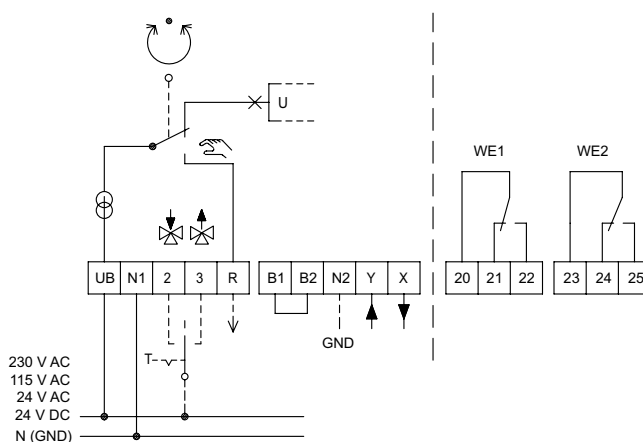 U
WE1 WE2
UB N1 2 3 R B1 B2 N2 Y X 20 21 22 23 24 25
GND
T
230 V AC
115 V AC
24 V AC
24 V DC
N (GND)